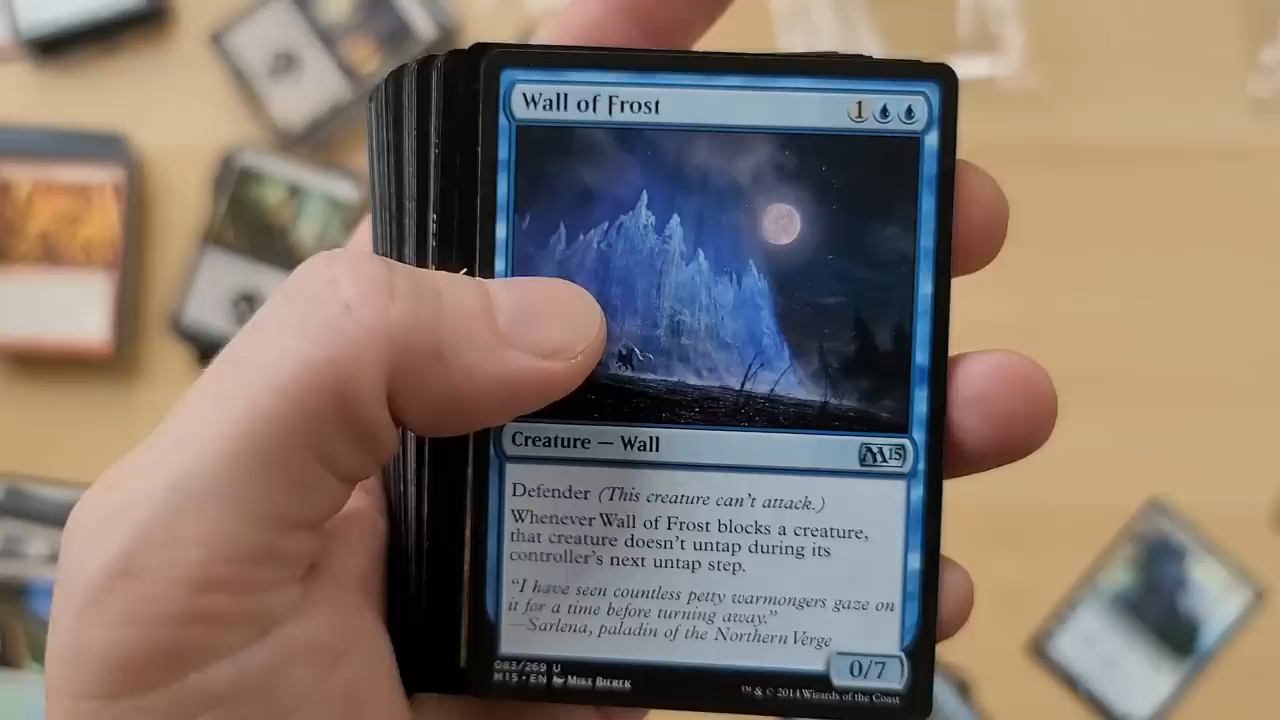 Wall of Frost 1
Creature — Wall M15
Defender (This creature can't attack.)
Whenever Wall of Frost blocks a creature,
that creature doesn't untap during its
controller's next untap step.
“I have seen countless petty warmongers gaze on
it for a time before turning away.”
—Sarlena, paladin of the Northern Verge
0/7
083/269 U
M15 • EN Mike Bierek
™ & © 2014 Wizards of the Coast